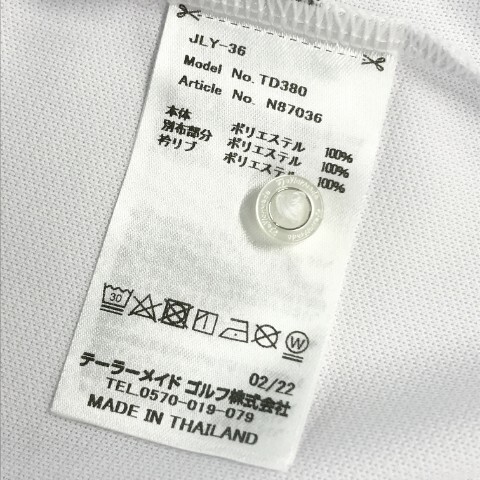 JLY-36
Model No. TD380
Article No. N87036
本体 ポリエステル 100%
別布部分 ポリエステル 100%
衿リブ ポリエステル 100%
30
W
02/22
テーラーメイド ゴルフ株式会社
TEL.0570-019-079
MADE IN THAILAND